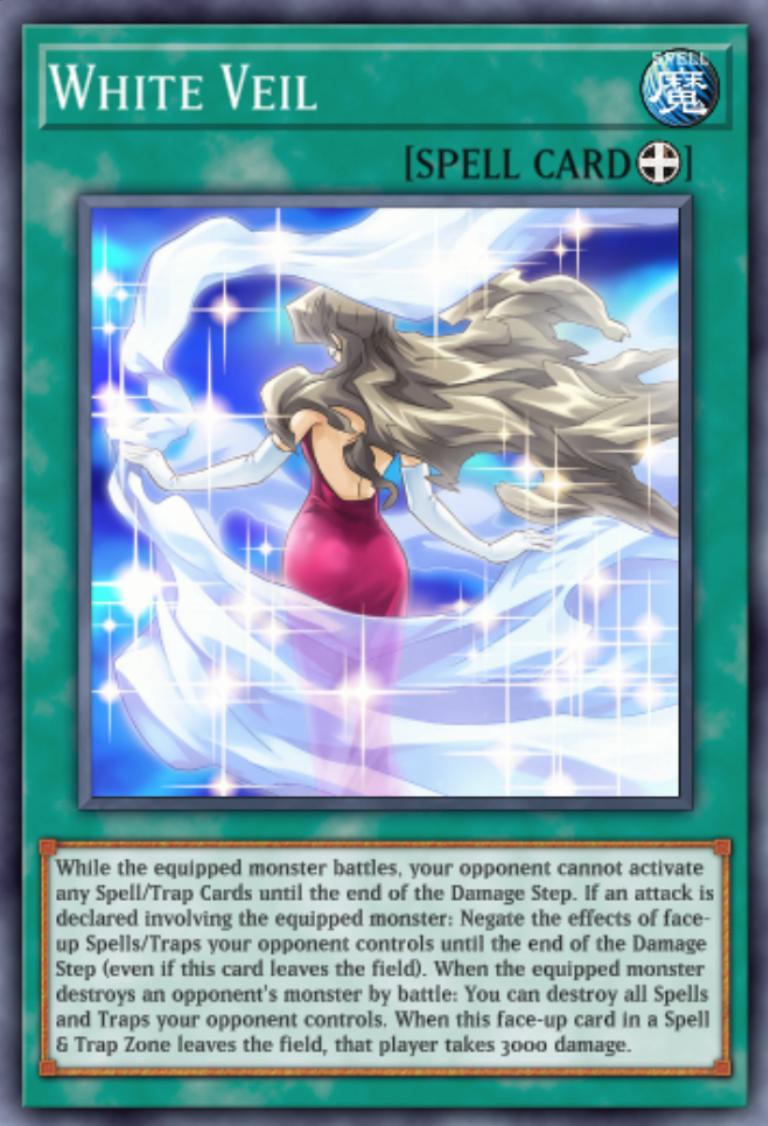 White Veil
SPELL
魔
[SPELL CARD]
While the equipped monster battles, your opponent cannot activate
any Spell/Trap Cards until the end of the Damage Step. If an attack is
declared involving the equipped monster: Negate the effects of face-
up Spells/Traps your opponent controls until the end of the Damage
Step (even if this card leaves the field). When the equipped monster
destroys an opponent's monster by battle: You can destroy all Spells
and Traps your opponent controls. When this face-up card in a Spell
& Trap Zone leaves the field, that player takes 3000 damage.